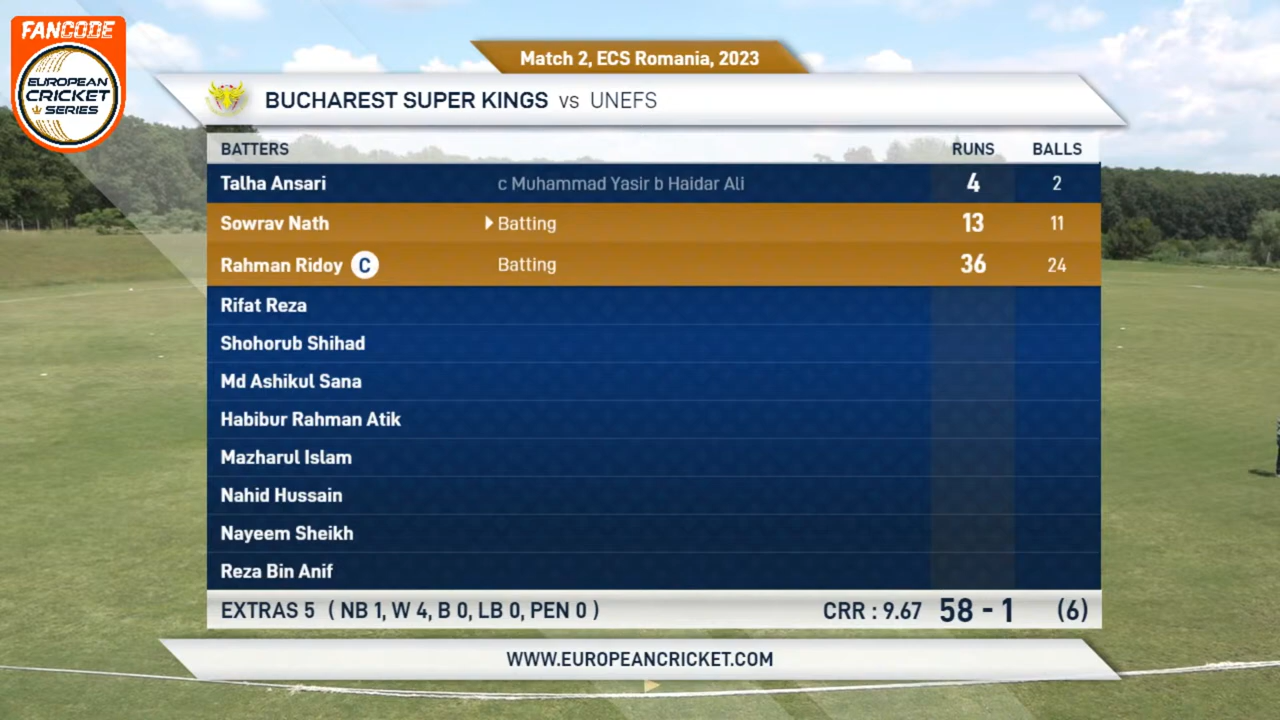 FANCODE
EUROPEAN
CRICKET
SERIES
Match 2, ECS Romania, 2023
BUCHAREST SUPER KINGS vs UNEFS
BATTERS RUNS BALLS
Talha Ansari c Muhammad Yasir b Haidar Ali 4 2
Sowrav Nath Batting 13 11
Rahman Ridoy C Batting 36 24
Rifat Reza
Shohorub Shihad
Md Ashikul Sana
Habibur Rahman Atik
Mazharul Islam
Nahid Hussain
Nayeem Sheikh
Reza Bin Anif
EXTRAS 5 ( NB 1, W 4, B 0, LB 0, PEN 0 ) CRR : 9.67 58 - 1 (6)
WWW.EUROPEANCRICKET.COM